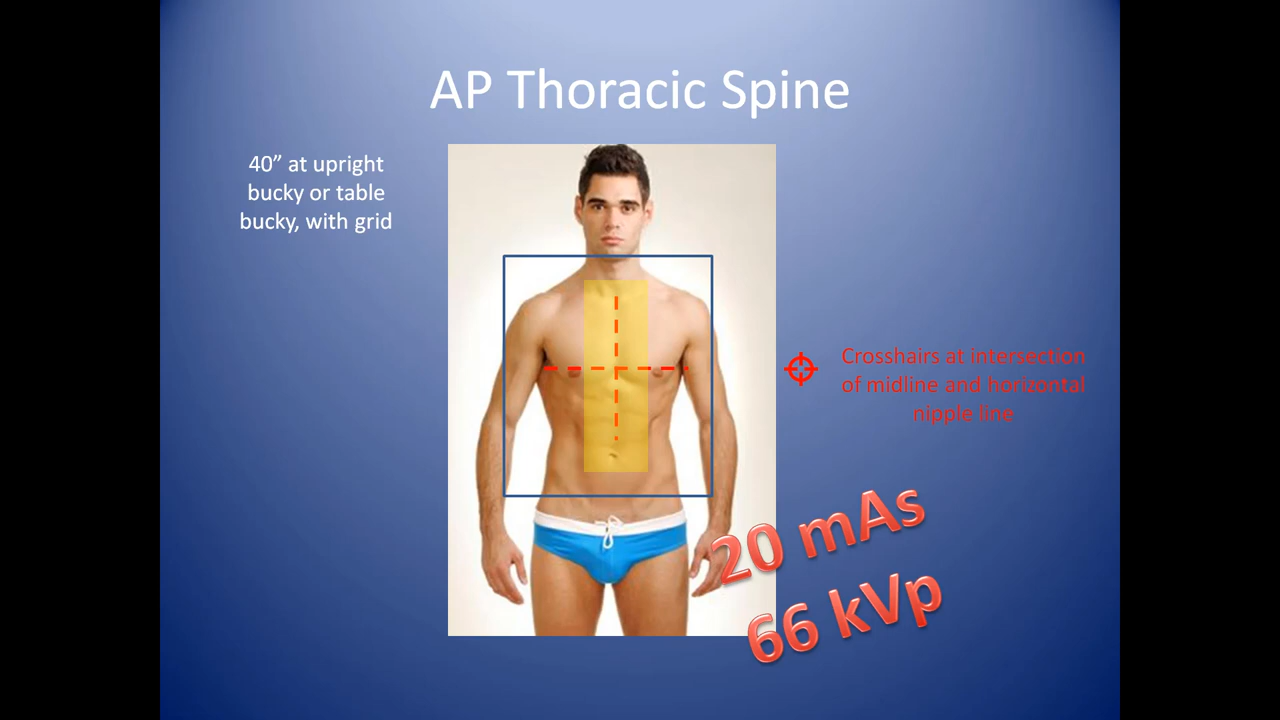 AP Thoracic Spine
40” at upright
bucky or table
bucky, with grid
Crosshairs at intersection
of midline and horizontal
nipple line
20 mAs
66 kVp